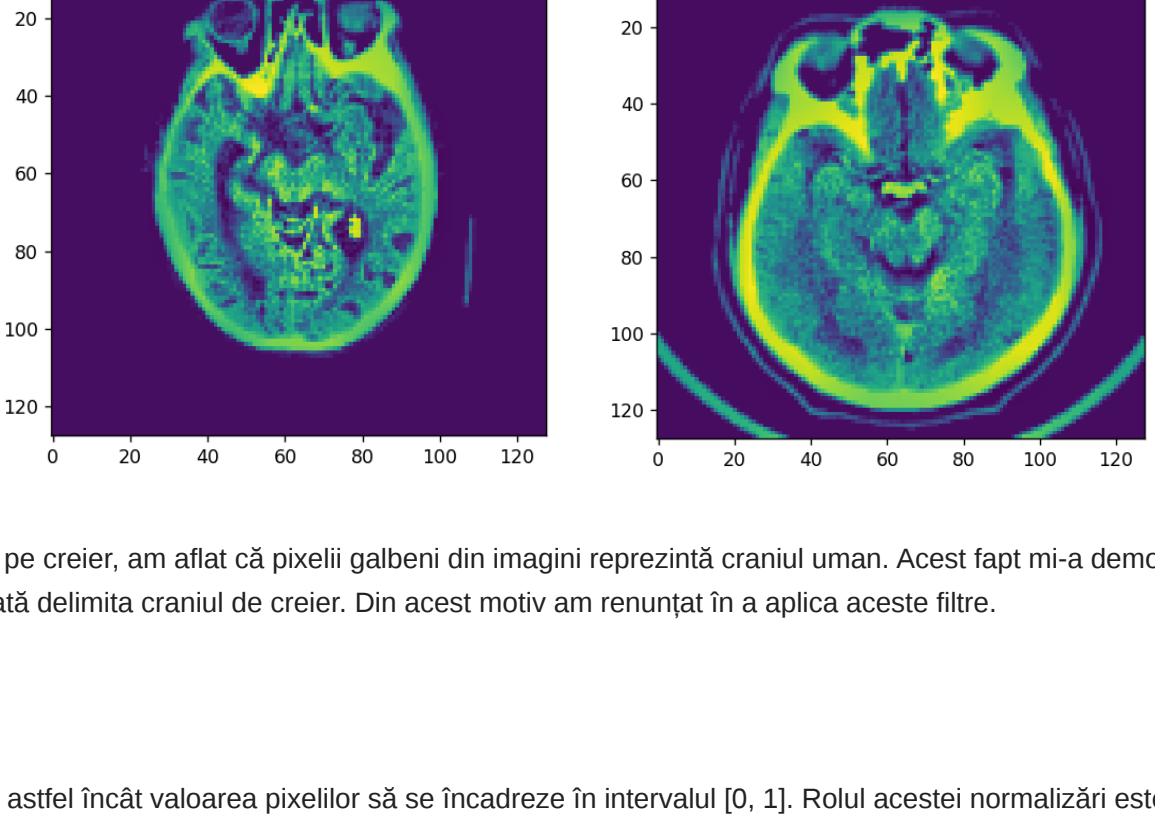 20
40
60
80
100
120
0 20 40 60 80 100 120
20
40
60
80
100
120
0 20 40 60 80 100 120
pe creier, am aflat că pixelii galbeni din imagini reprezintă craniul uman. Acest fapt mi-a demo
ată delimita craniul de creier. Din acest motiv am renunțat în a aplica aceste filtre.
astfel încât valoarea pixelilor să se încadreze în intervalul [0, 1]. Rolul acestei normalizări este